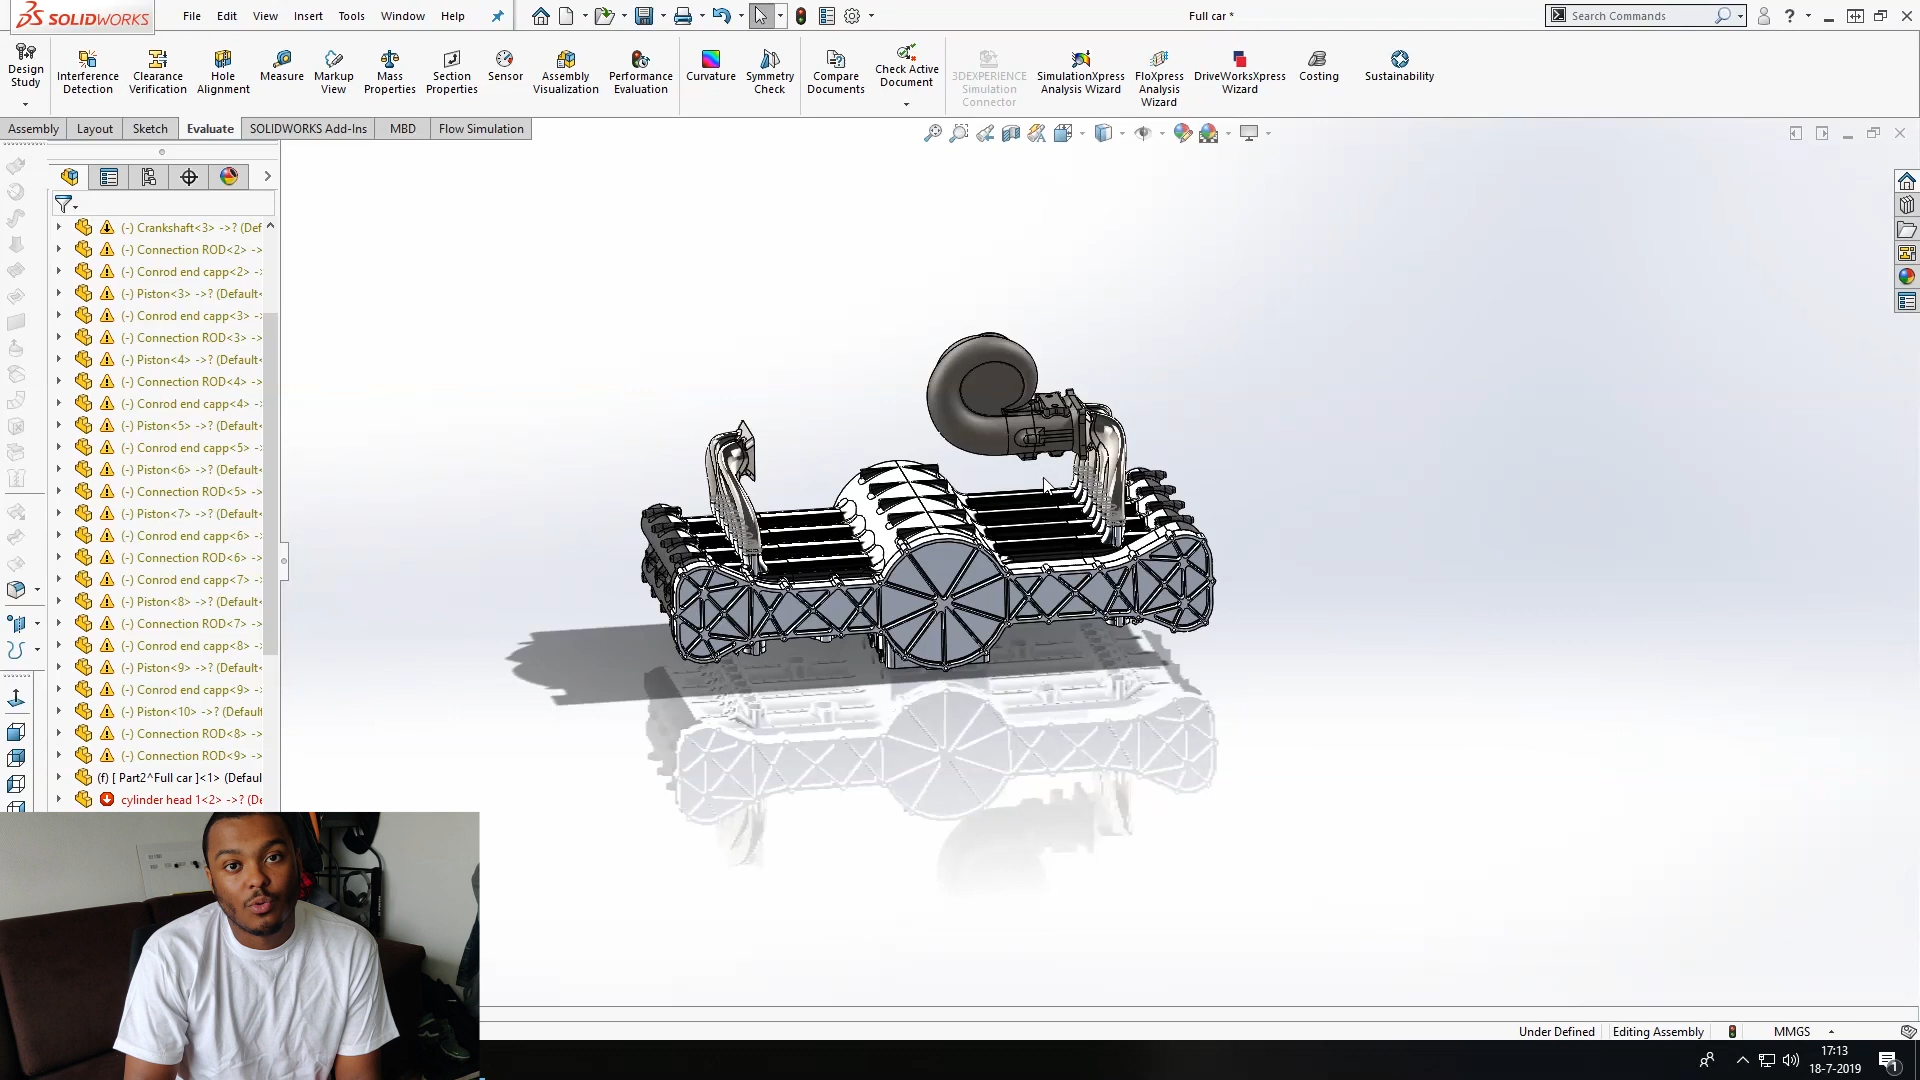 SOLIDWORKS
File Edit View Insert Tools Window Help
Full car *
Search Commands
Design Study
Interference Detection
Clearance Verification
Hole Alignment
Measure
Markup View
Mass Properties
Section Properties
Sensor
Assembly Visualization
Performance Evaluation
Curvature
Symmetry Check
Compare Documents
Check Active Document
3DEXPERIENCE Simulation Connector
SimulationXpress Analysis Wizard
FloXpress Analysis Wizard
DriveWorksXpress Wizard
Costing
Sustainability
Assembly Layout Sketch Evaluate SOLIDWORKS Add-Ins MBD Flow Simulation
(-) Crankshaft<3> ->? (Def
(-) Connection ROD<2> ->
(-) Conrod end capp<2> ->
(-) Piston<3> ->? (Default<
(-) Conrod end capp<3> ->
(-) Connection ROD<3> ->
(-) Piston<4> ->? (Default<
(-) Connection ROD<4> ->
(-) Conrod end capp<4> ->
(-) Piston<5> ->? (Default<
(-) Conrod end capp<5> ->
(-) Piston<6> ->? (Default<
(-) Connection ROD<5> ->
(-) Piston<7> ->? (Default<
(-) Conrod end capp<6> ->
(-) Connection ROD<6> ->
(-) Conrod end capp<7> ->
(-) Piston<8> ->? (Default<
(-) Connection ROD<7> ->
(-) Conrod end capp<8> ->
(-) Piston<9> ->? (Default<
(-) Conrod end capp<9> ->
(-) Piston<10> ->? (Default
(-) Connection ROD<8> ->
(-) Connection ROD<9> ->
(f) [ Part2^Full car ]<1> (Defaul
cylinder head 1<2> ->? (De
Under Defined Editing Assembly MMGS
17:13
18-7-2019
1